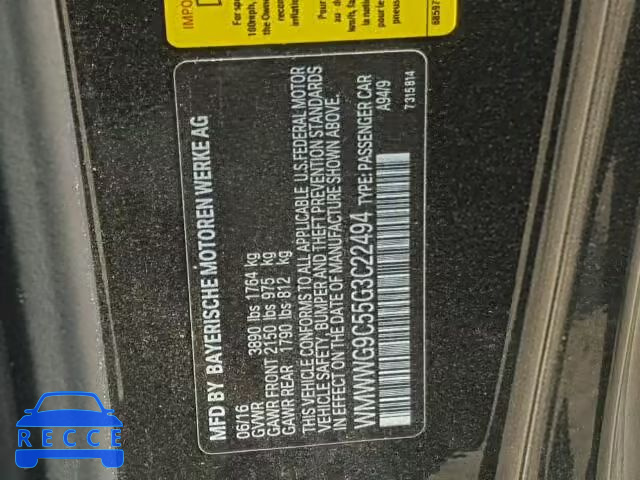 MFD BY BAYERISCHE MOTOREN WERKE AG
06/16
GVWR 3890 lbs 1764 kg
GAWR FRONT 2150 lbs 975 kg
GAWR REAR 1790 lbs 812 kg
THIS VEHICLE CONFORMS TO ALL APPLICABLE U.S. FEDERAL MOTOR
VEHICLE SAFETY, BUMPER AND THEFT PREVENTION STANDARDS
IN EFFECT ON DATE OF MANUFACTURE SHOWN ABOVE.
WMWWG9C55G3C22494 TYPE: PASSENGER CAR
A94/9
7315814
RECCE